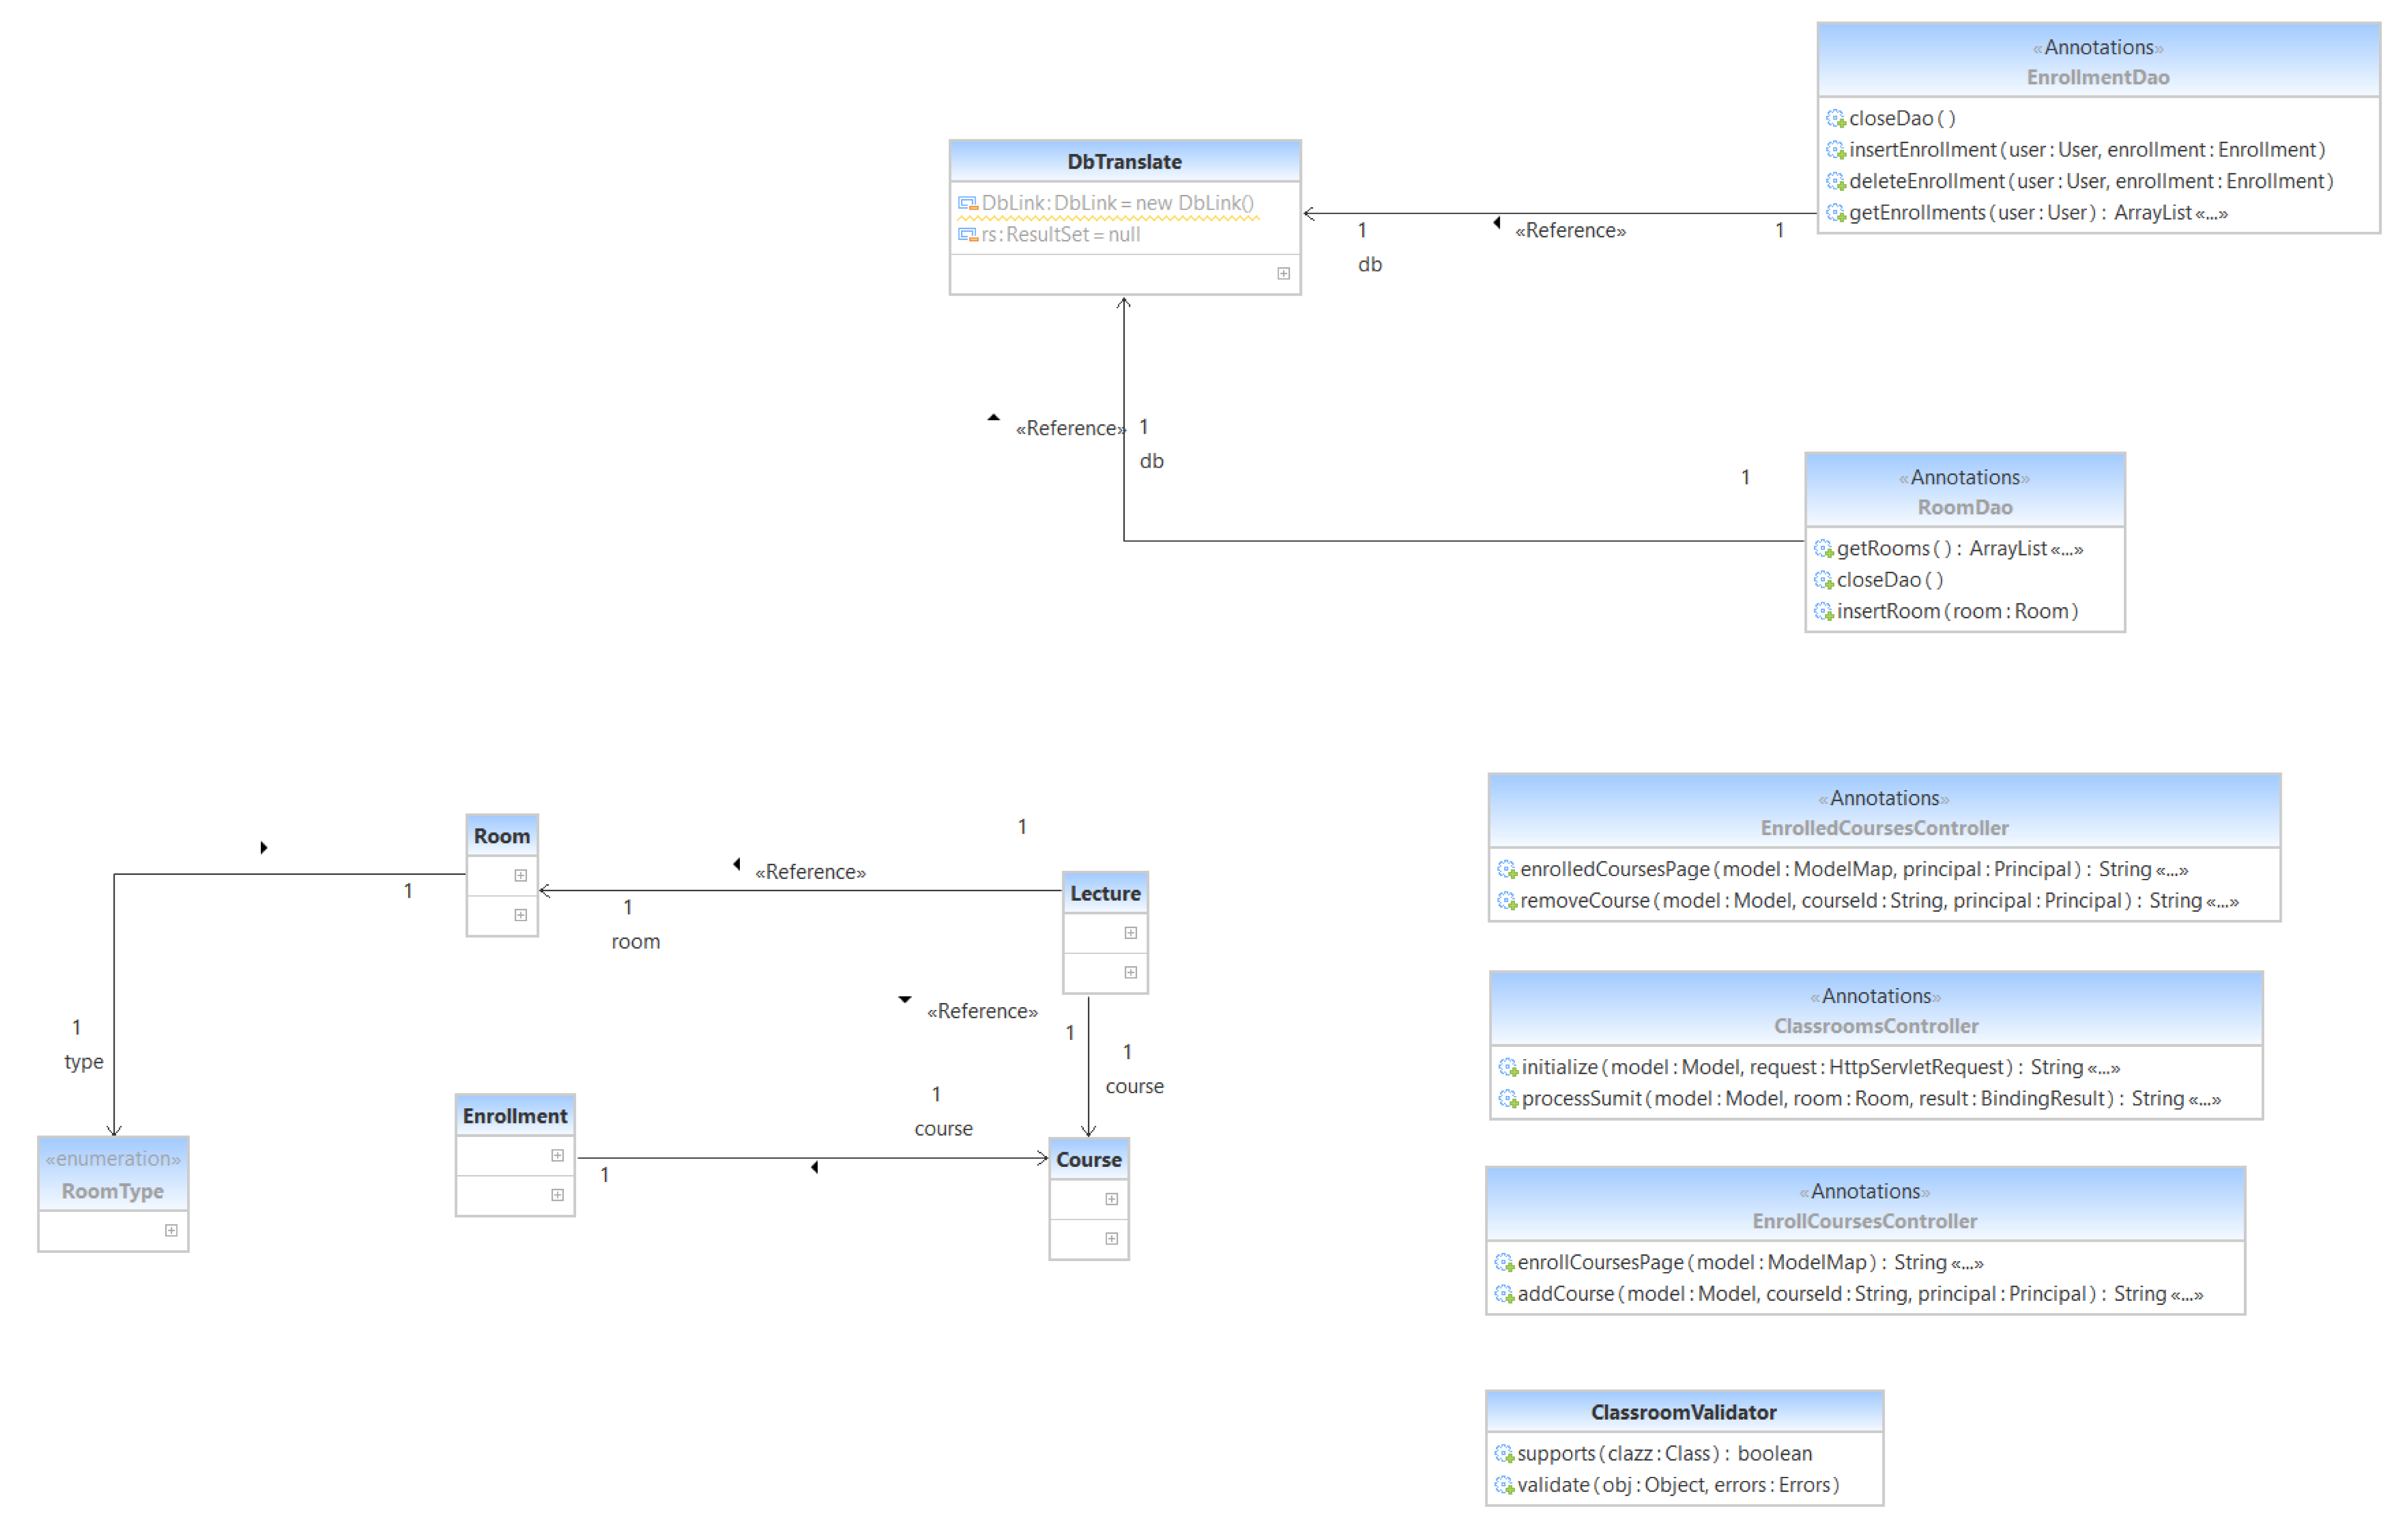 «Annotations»
EnrollmentDao
closeDao ( )
insertEnrollment (user : User, enrollment : Enrollment)
deleteEnrollment (user : User, enrollment : Enrollment)
getEnrollments (user : User) : ArrayList «...»
DbTranslate
DbLink : DbLink = new DbLink()
rs : ResultSet = null
1
«Reference»
1
db
«Reference»
1
db
1
«Annotations»
RoomDao
getRooms ( ) : ArrayList «...»
closeDao ( )
insertRoom (room : Room)
Room
1
«Reference»
1
room
1
Lecture
«Reference»
1
1
course
1
type
«enumeration»
RoomType
Enrollment
1
1
course
Course
«Annotations»
EnrolledCoursesController
enrolledCoursesPage (model : ModelMap, principal : Principal) : String «...»
removeCourse (model : Model, courseId : String, principal : Principal) : String «...»
«Annotations»
ClassroomsController
initialize (model : Model, request : HttpServletRequest) : String «...»
processSumit (model : Model, room : Room, result : BindingResult) : String «...»
«Annotations»
EnrollCoursesController
enrollCoursesPage (model : ModelMap) : String «...»
addCourse (model : Model, courseId : String, principal : Principal) : String «...»
ClassroomValidator
supports (clazz : Class) : boolean
validate (obj : Object, errors : Errors)